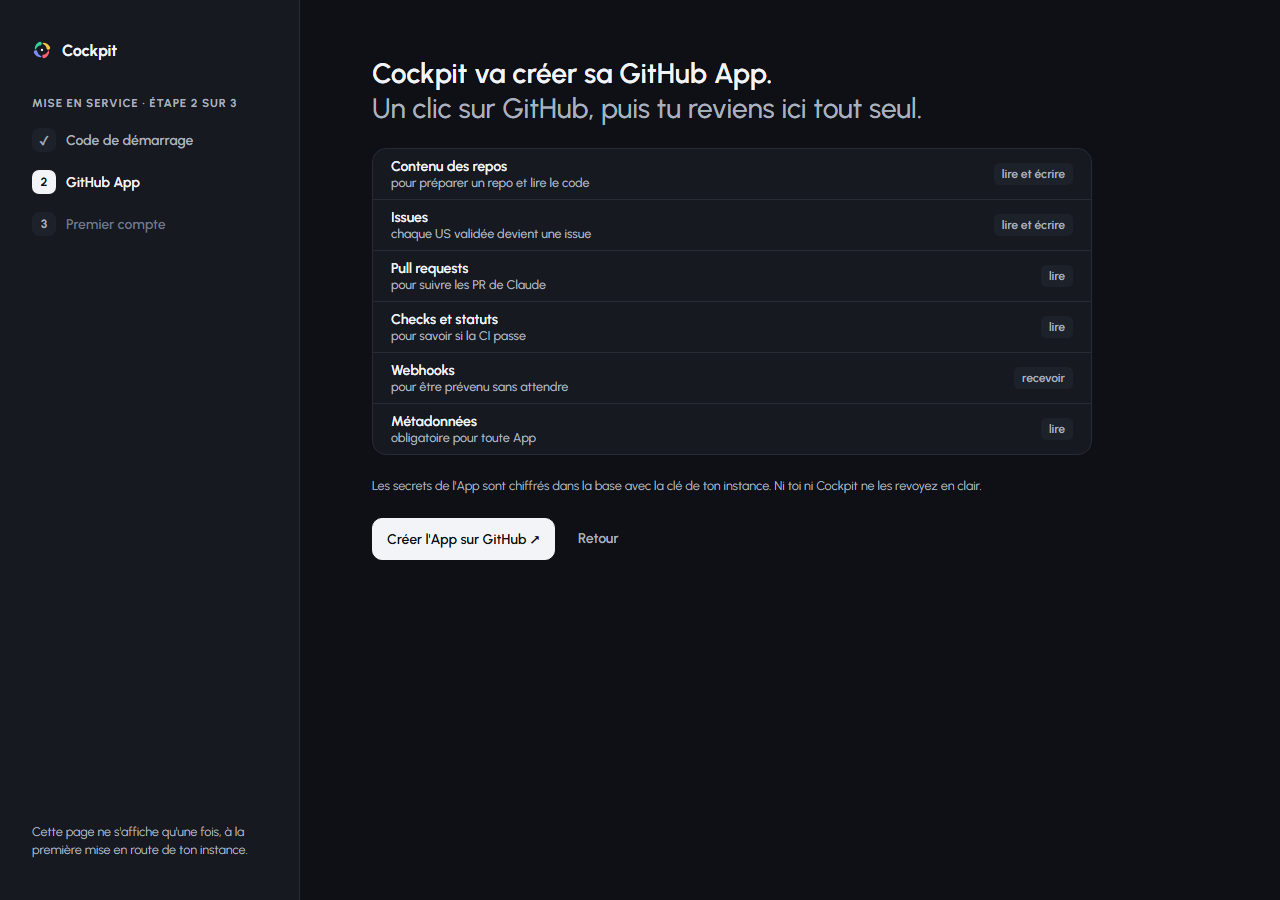 Cockpit
MISE EN SERVICE · ÉTAPE 2 SUR 3
✓ Code de démarrage
2 GitHub App
3 Premier compte
Cette page ne s'affiche qu'une fois, à la
première mise en route de ton instance.
Cockpit va créer sa GitHub App.
Un clic sur GitHub, puis tu reviens ici tout seul.
Contenu des repos
pour préparer un repo et lire le code
lire et écrire
Issues
chaque US validée devient une issue
lire et écrire
Pull requests
pour suivre les PR de Claude
lire
Checks et statuts
pour savoir si la CI passe
lire
Webhooks
pour être prévenu sans attendre
recevoir
Métadonnées
obligatoire pour toute App
lire
Les secrets de l'App sont chiffrés dans la base avec la clé de ton instance. Ni toi ni Cockpit ne les revoyez en clair.
Créer l'App sur GitHub ↗
Retour